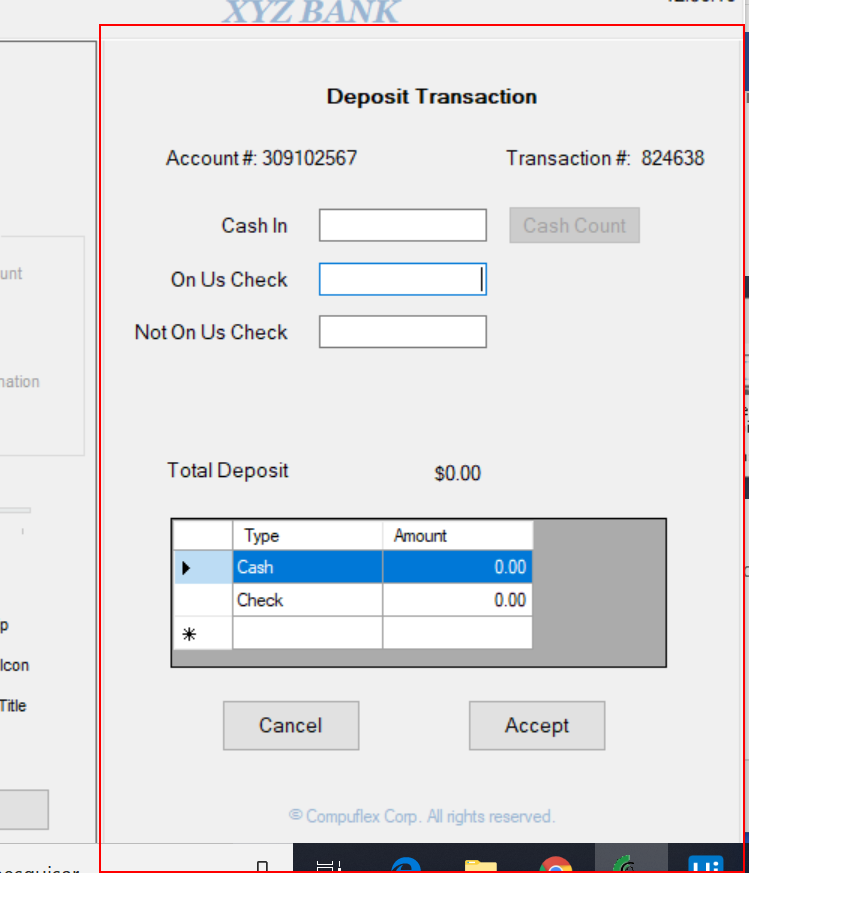 XYZ BANK
Deposit Transaction
Account #: 309102567 Transaction #: 824638
Cash In Cash Count
unt
On Us Check
Not On Us Check
nation
Total Deposit $0.00
Type Amount
Cash 0.00
Check 0.00
*
p
Icon
Title
Cancel Accept
© Compuflex Corp. All rights reserved.